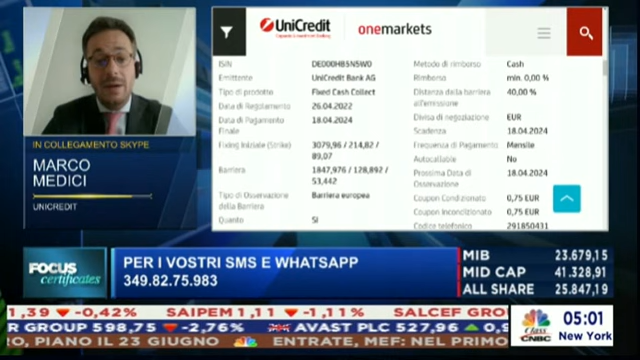 UniCredit
Corporate & Investment Banking
onemarkets
ISIN DE000HB5N5W0
Emittente UniCredit Bank AG
Tipo di prodotto Fixed Cash Collect
Data di Regolamento 26.04.2022
Data di Pagamento Finale 18.04.2024
Fixing Iniziale (Strike) 3079,96 / 214,82 / 89,07
Barriera 1847,976 / 128,892 / 53,442
Tipo di Osservazione della Barriera Barriera europea
Quanto SI
Metodo di rimborso Cash
Rimborso min. 0,00 %
Distanza della barriera all'emissione 40,00 %
Divisa di negoziazione EUR
Scadenza 18.04.2024
Frequenza di Pagamento Mensile
Autocallable No
Prossima Data di Osservazione 18.04.2024
Coupon Condizionato 0,75 EUR
Coupon Incondizionato 0,75 EUR
Codice telefonico 291850431
IN COLLEGAMENTO SKYPE
MARCO
MEDICI
UNICREDIT
FOCUS
certificates
PER I VOSTRI SMS E WHATSAPP
349.82.75.983
MIB 23.679,15
MID CAP 41.328,91
ALL SHARE 25.847,19
1,39 -0,42% SAIPEM 1,11 -1,11% SALCEF GRO
R GROUP 598,75 -2,76% AVAST PLC 527,96 0,9
O, PIANO IL 23 GIUGNO ENTRATE, MEF: NEL PRIMO
Class
CNBC
05:01
New York